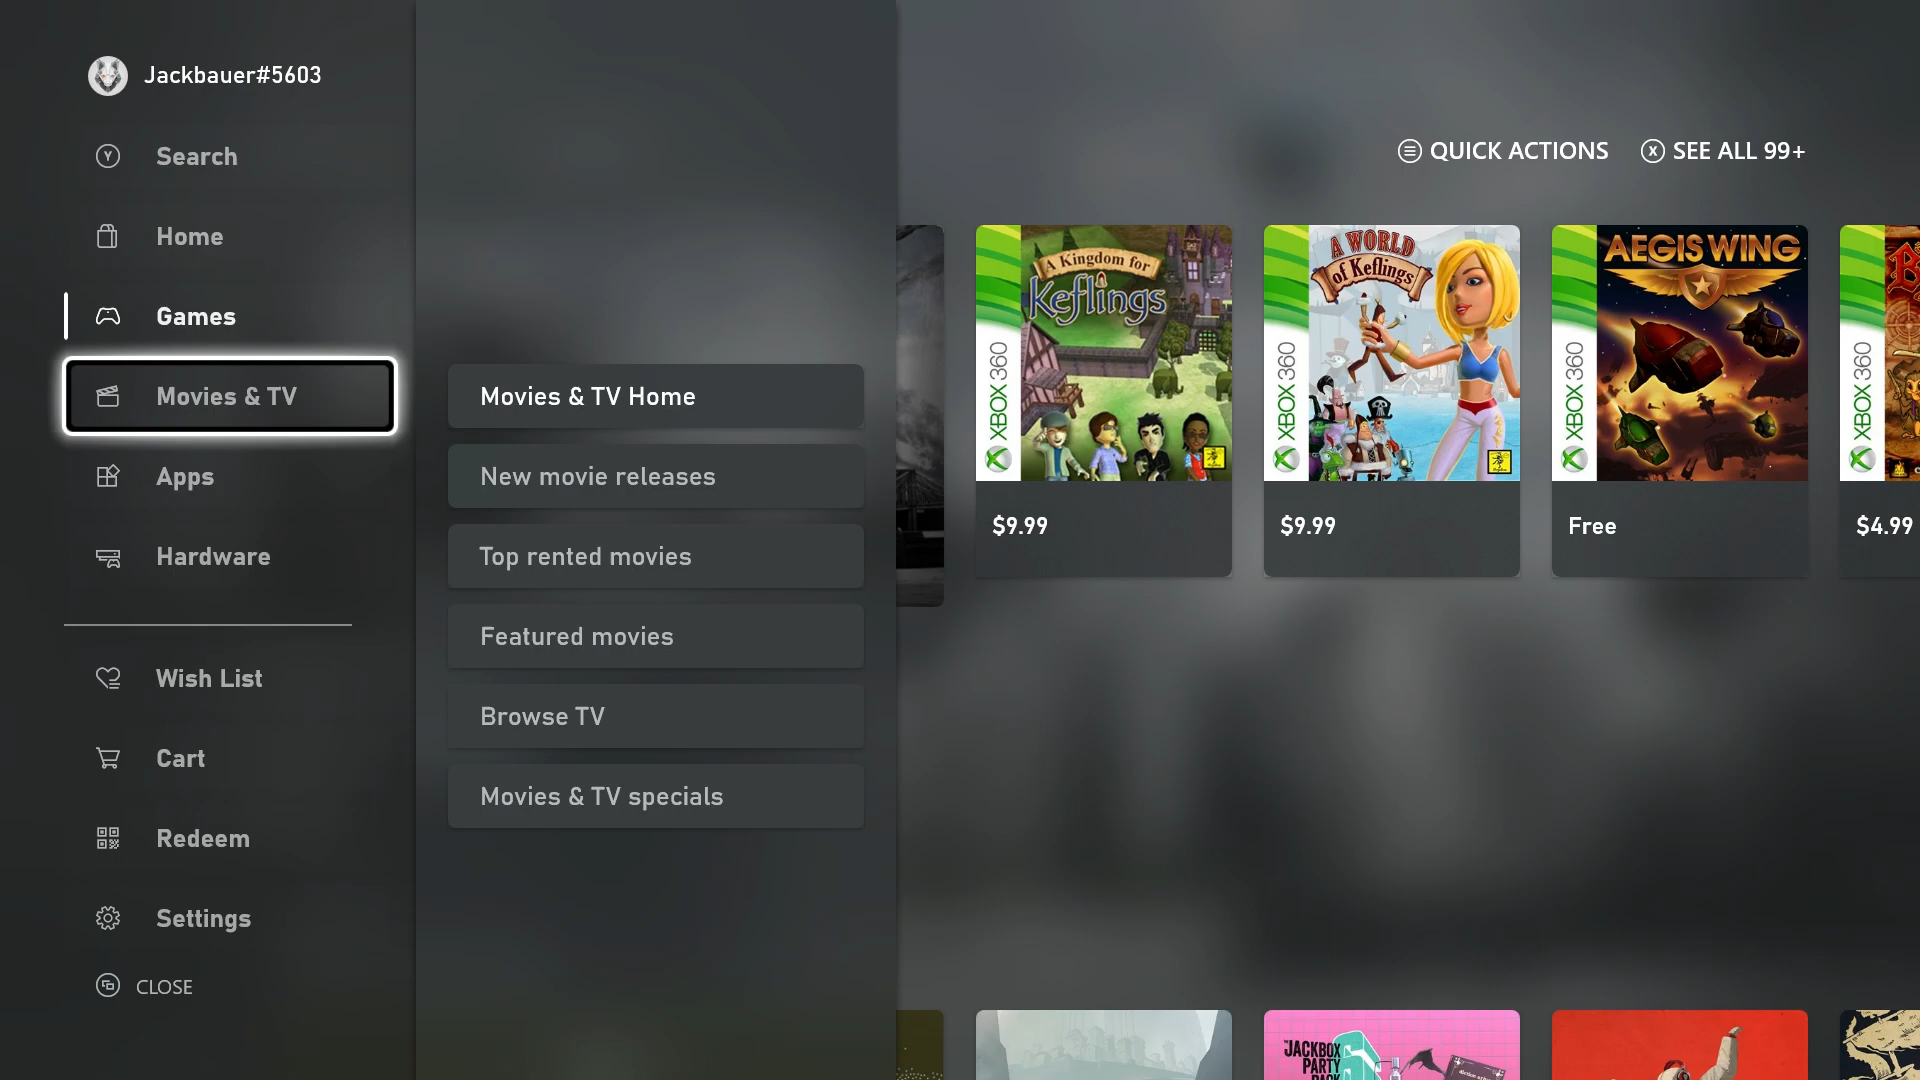 Jackbauer#5603
Y
Search
Home
Games
Movies & TV
Apps
Hardware
Wish List
Cart
Redeem
Settings
CLOSE
Movies & TV Home
New movie releases
Top rented movies
Featured movies
Browse TV
Movies & TV specials
QUICK ACTIONS
X
SEE ALL 99+
A Kingdom for
Keflings
XBOX 360
$9.99
A WORLD
of Keflings
XBOX 360
$9.99
AEGIS WING
XBOX 360
Free
XBOX 360
$4.99
THE
JACKBOX
PARTY
PACK